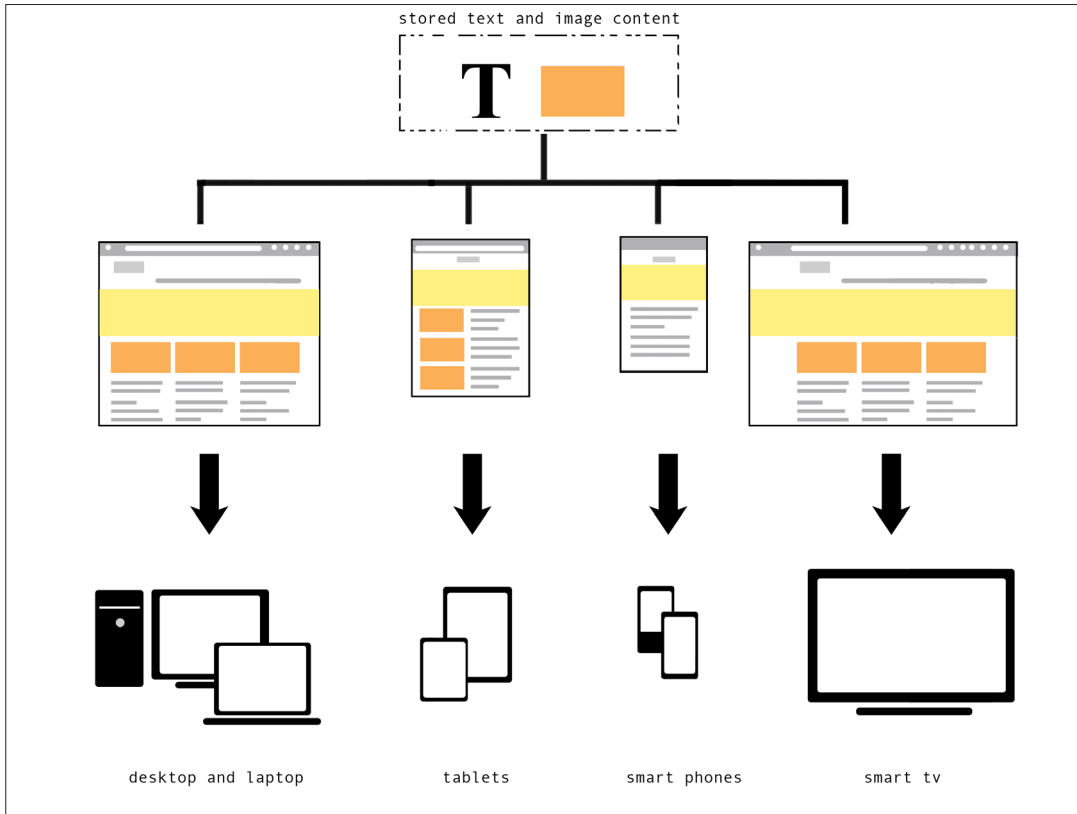 stored text and image content
T
desktop and laptop
tablets
smart phones
smart tv